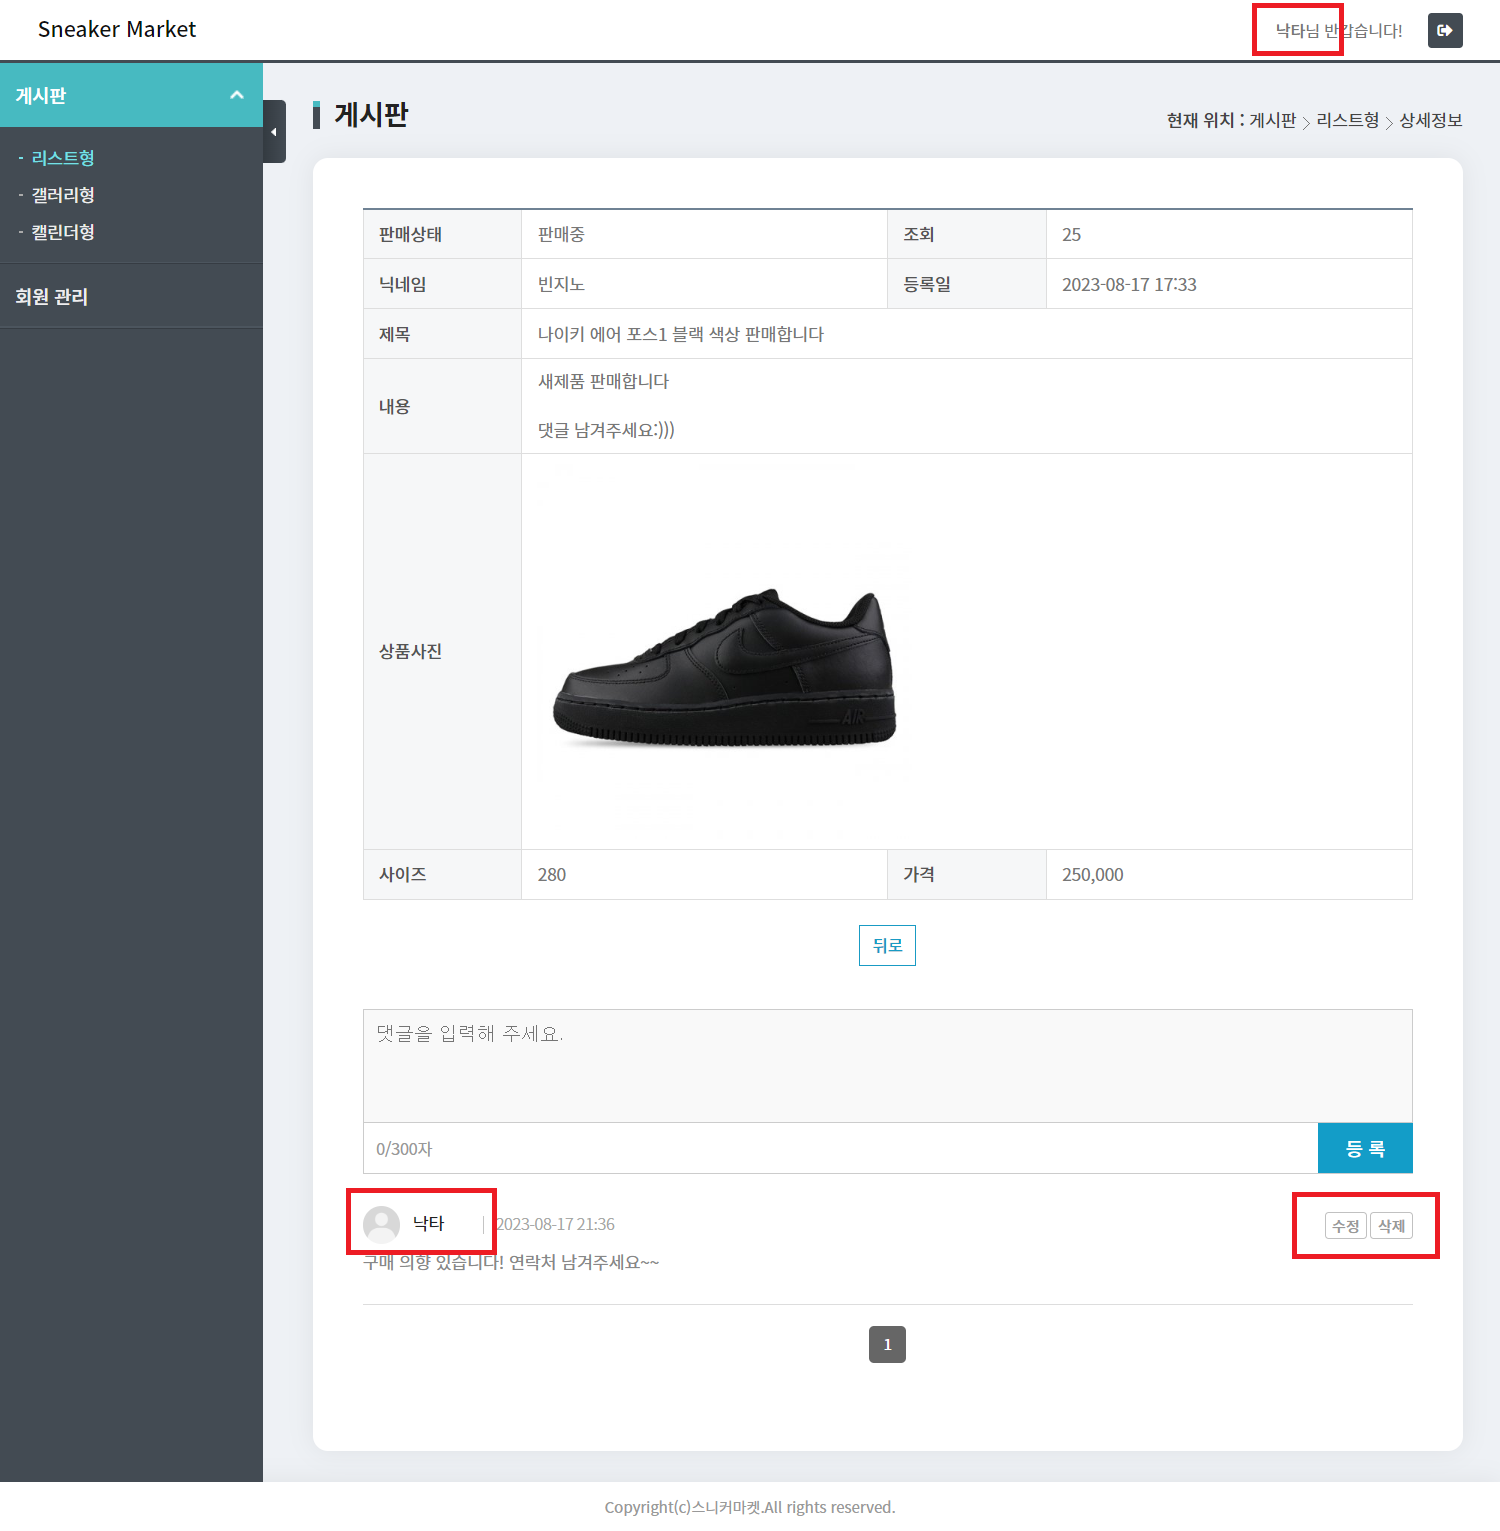 Sneaker Market
낙타님 반갑습니다!
게시판
- 리스트형
- 갤러리형
- 캘린더형
회원 관리
게시판
현재 위치 : 게시판 > 리스트형 > 상세정보
판매상태 판매중 조회 25
닉네임 빈지노 등록일 2023-08-17 17:33
제목 나이키 에어 포스1 블랙 색상 판매합니다
내용
새제품 판매합니다
댓글 남겨주세요:)))
상품사진
AIR
사이즈 280 가격 250,000
뒤로
댓글을 입력해 주세요.
0/300자 등 록
낙타 | 2023-08-17 21:36 수정 삭제
구매 의향 있습니다! 연락처 남겨주세요~~
1
Copyright(c)스니커마켓.All rights reserved.